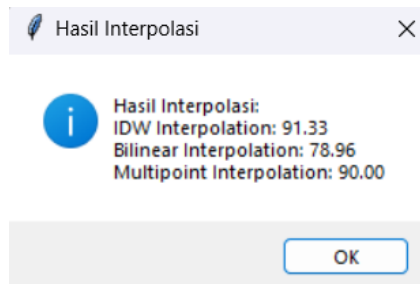 Hasil Interpolasi
Hasil Interpolasi:
IDW Interpolation: 91.33
Bilinear Interpolation: 78.96
Multipoint Interpolation: 90.00
OK